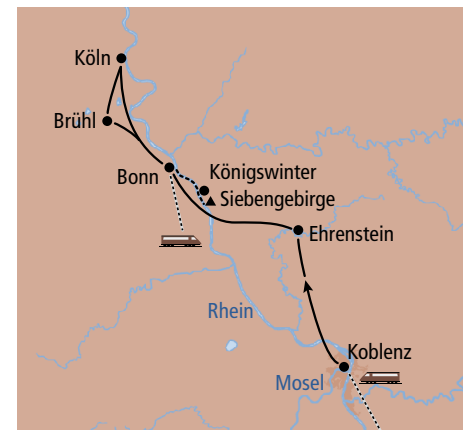 Köln
Brühl
Bonn
Königswinter
Siebengebirge
Ehrenstein
Rhein
Koblenz
Mosel